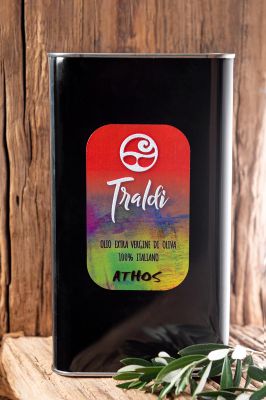 Traldi
OLIO EXTRA VERGINE DI OLIVA
100% ITALIANO
ATHOS